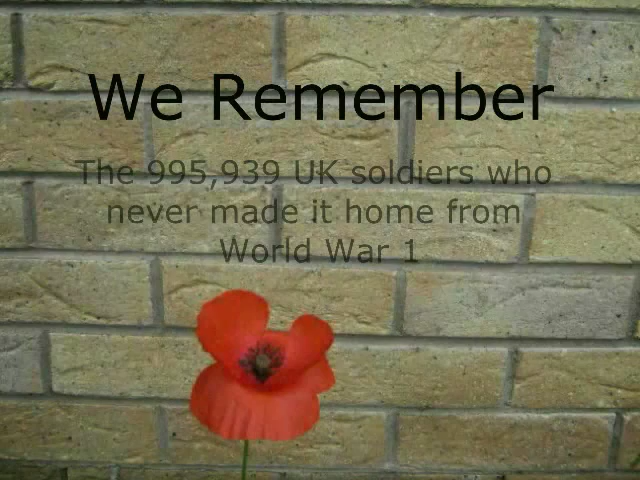 We Remember
The 995,939 UK soldiers who
never made it home from
World War 1